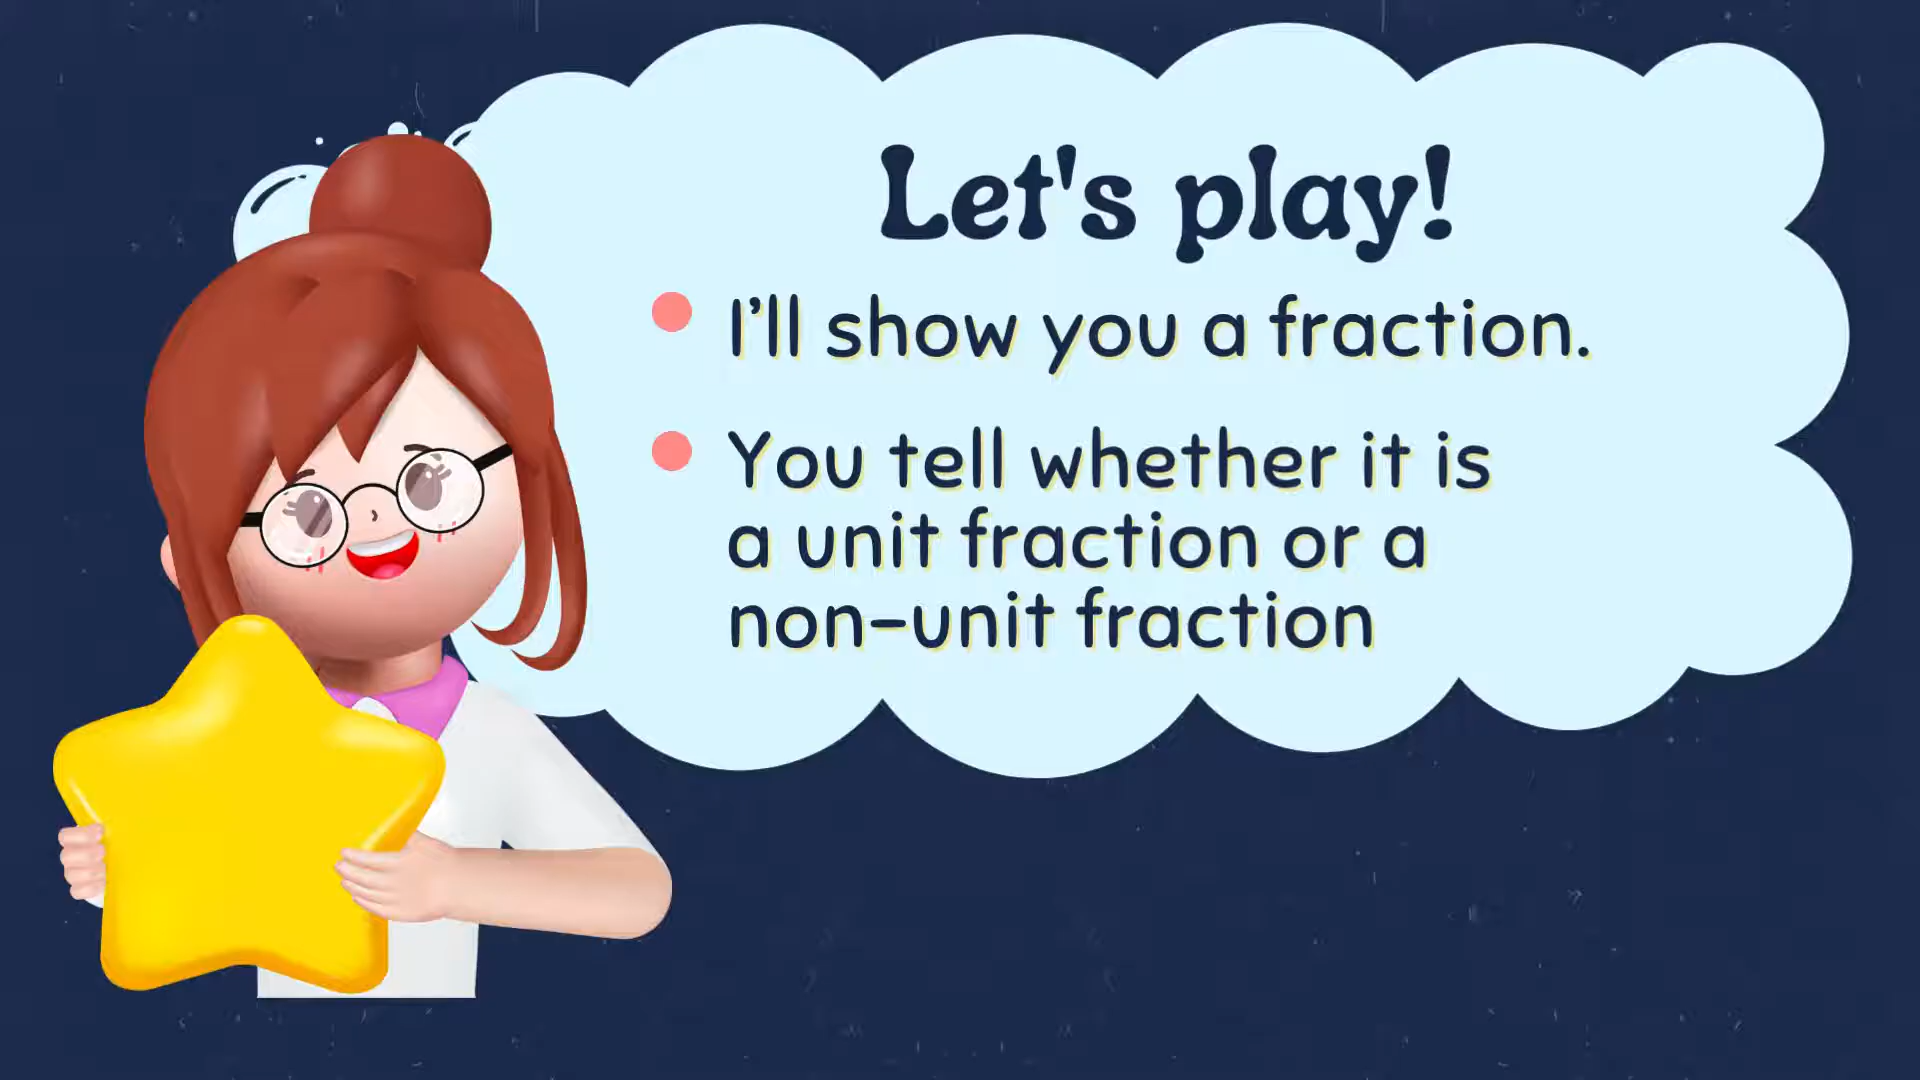 Let's play!
I’ll show you a fraction.
You tell whether it is
a unit fraction or a
non-unit fraction